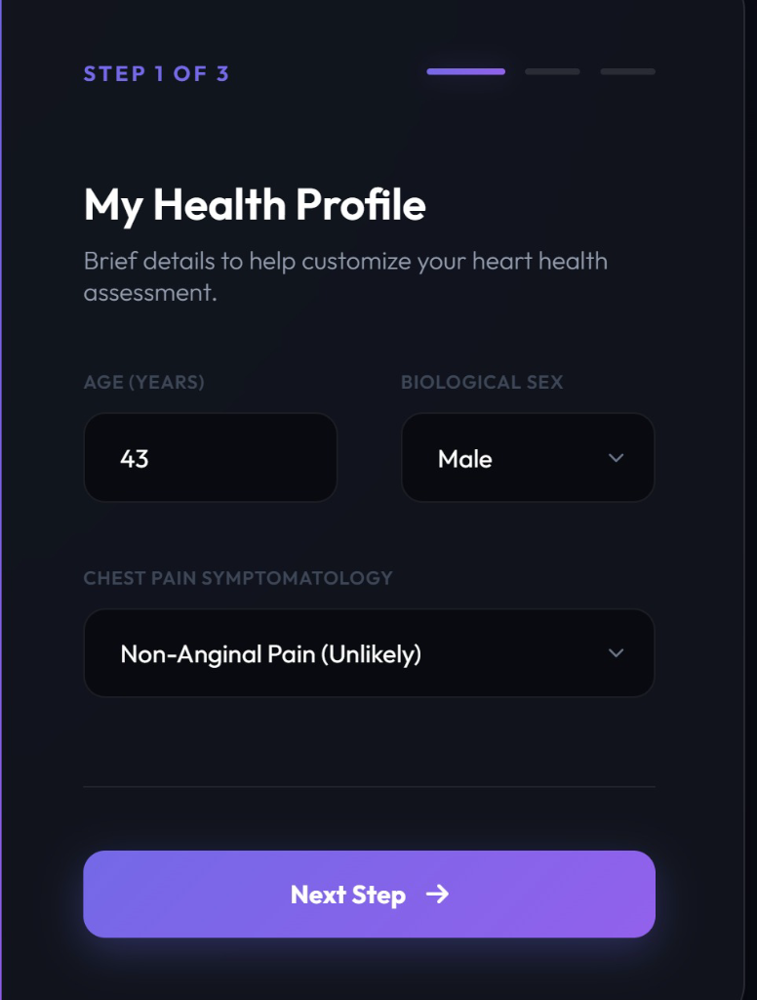 STEP 1 OF 3
My Health Profile
Brief details to help customize your heart health
assessment.
AGE (YEARS)
BIOLOGICAL SEX
43
Male
CHEST PAIN SYMPTOMATOLOGY
Non-Anginal Pain (Unlikely)
Next Step →